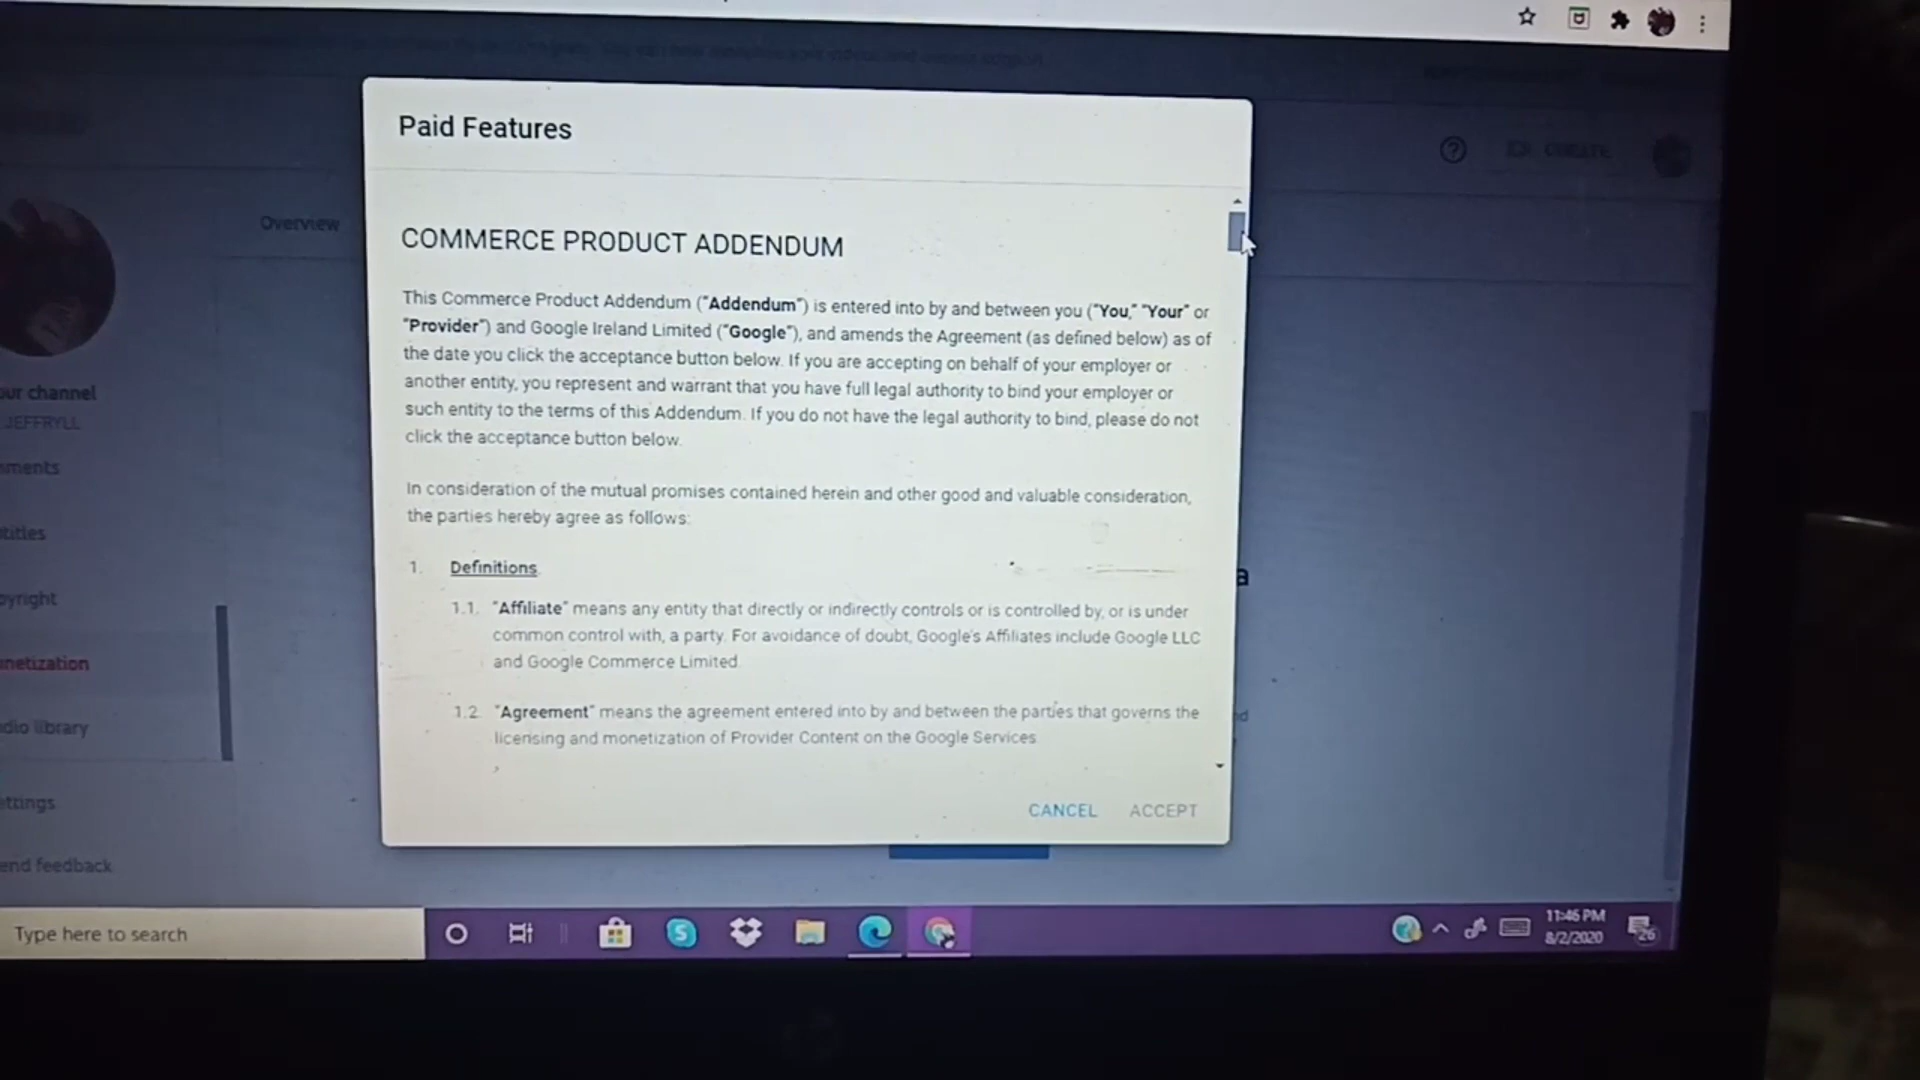 Paid Features
CREATE
Overview
COMMERCE PRODUCT ADDENDUM
This Commerce Product Addendum ("Addendum") is entered into by and between you ("You," "Your" or
"Provider") and Google Ireland Limited ("Google"), and amends the Agreement (as defined below) as of
the date you click the acceptance button below. If you are accepting on behalf of your employer or
another entity, you represent and warrant that you have full legal authority to bind your employer or
such entity to the terms of this Addendum. If you do not have the legal authority to bind, please do not
click the acceptance button below.
In consideration of the mutual promises contained herein and other good and valuable consideration,
the parties hereby agree as follows:
1. Definitions.
1.1. "Affiliate" means any entity that directly or indirectly controls or is controlled by, or is under
common control with, a party. For avoidance of doubt, Google's Affiliates include Google LLC
and Google Commerce Limited.
1.2. "Agreement" means the agreement entered into by and between the parties that governs the
licensing and monetization of Provider Content on the Google Services.
CANCEL ACCEPT
our channel
JEFFRYLL
mments
titles
pyright
netization
dio library
ettings
end feedback
a
ed
Type here to search
11:46 PM
8/2/2020
26